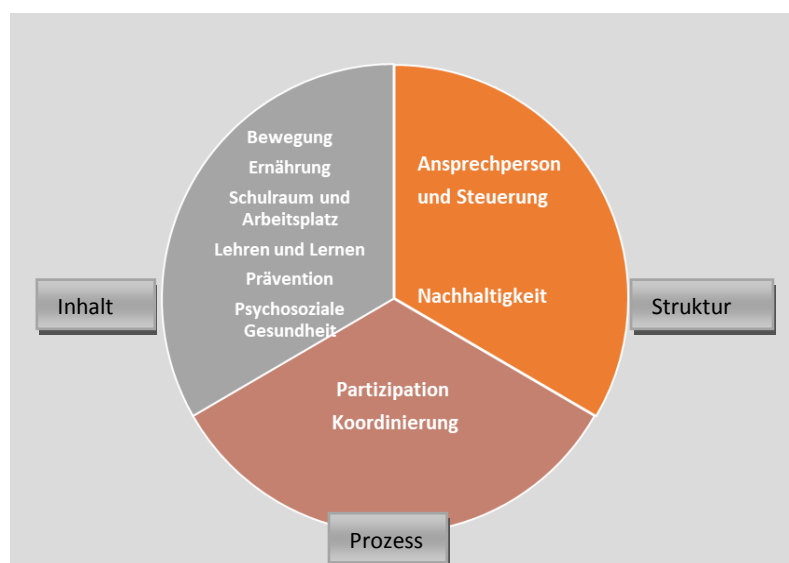 Bewegung
Ernährung
Schulraum und
Arbeitsplatz
Lehren und Lernen
Prävention
Psychosoziale
Gesundheit
Ansprechperson
und Steuerung
Nachhaltigkeit
Inhalt
Struktur
Partizipation
Koordinierung
Prozess